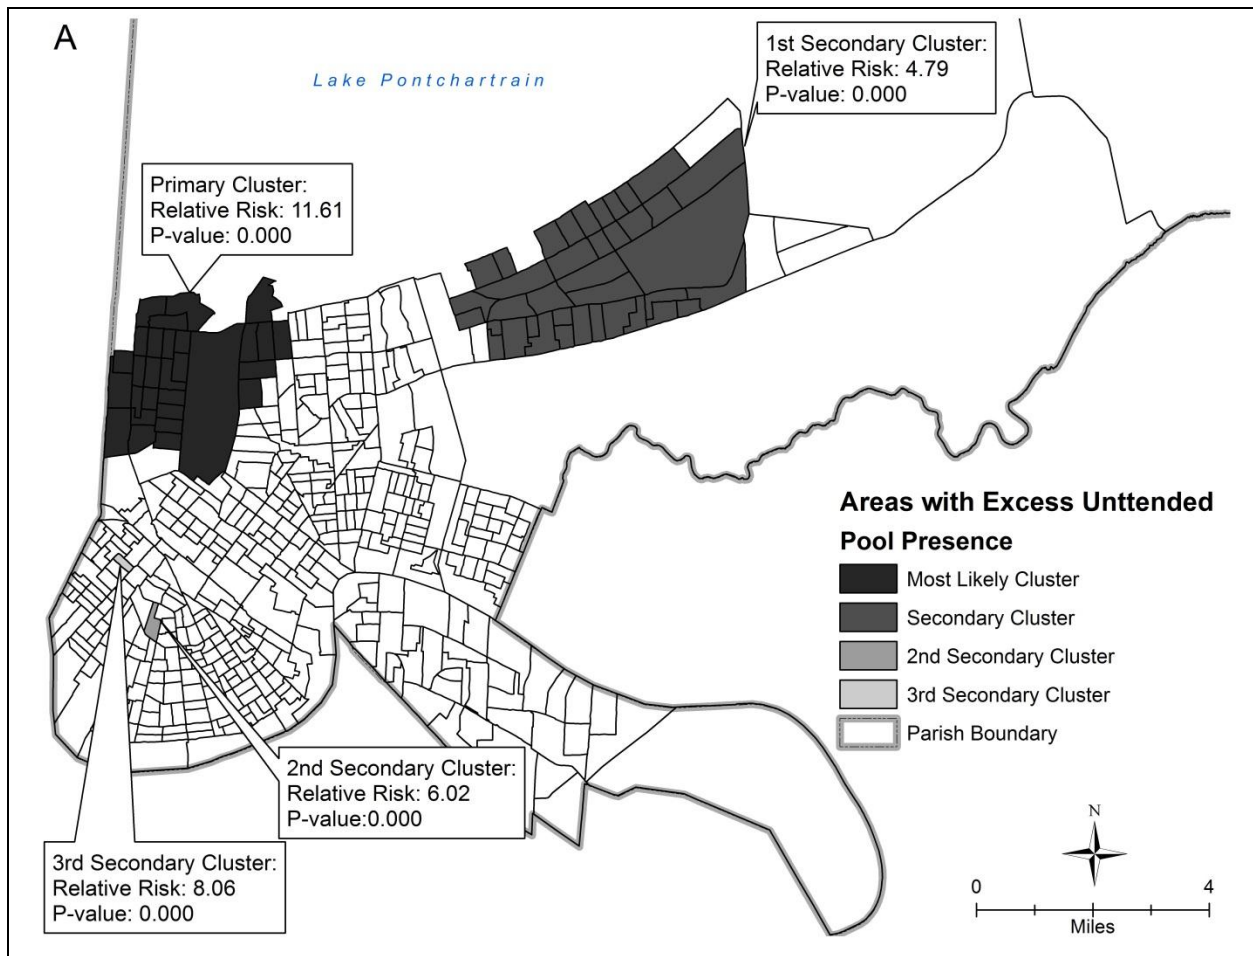 A
Lake Pontchartrain
1st Secondary Cluster:
Relative Risk: 4.79
P-value: 0.000
Primary Cluster:
Relative Risk: 11.61
P-value: 0.000
Areas with Excess Unttended
Pool Presence
Most Likely Cluster
Secondary Cluster
2nd Secondary Cluster
3rd Secondary Cluster
Parish Boundary
2nd Secondary Cluster:
Relative Risk: 6.02
P-value:0.000
3rd Secondary Cluster:
Relative Risk: 8.06
P-value: 0.000
N
0 4
Miles